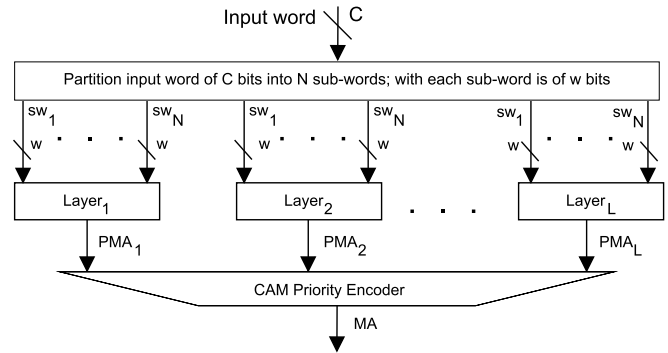 Input word C
Partition input word of C bits into N sub-words; with each sub-word is of w bits
sw1 swN sw1 swN sw1 swN
w . . . w w . . . w w . . . w
Layer1 Layer2 . . . LayerL
PMA1 PMA2 PMAL
CAM Priority Encoder
MA